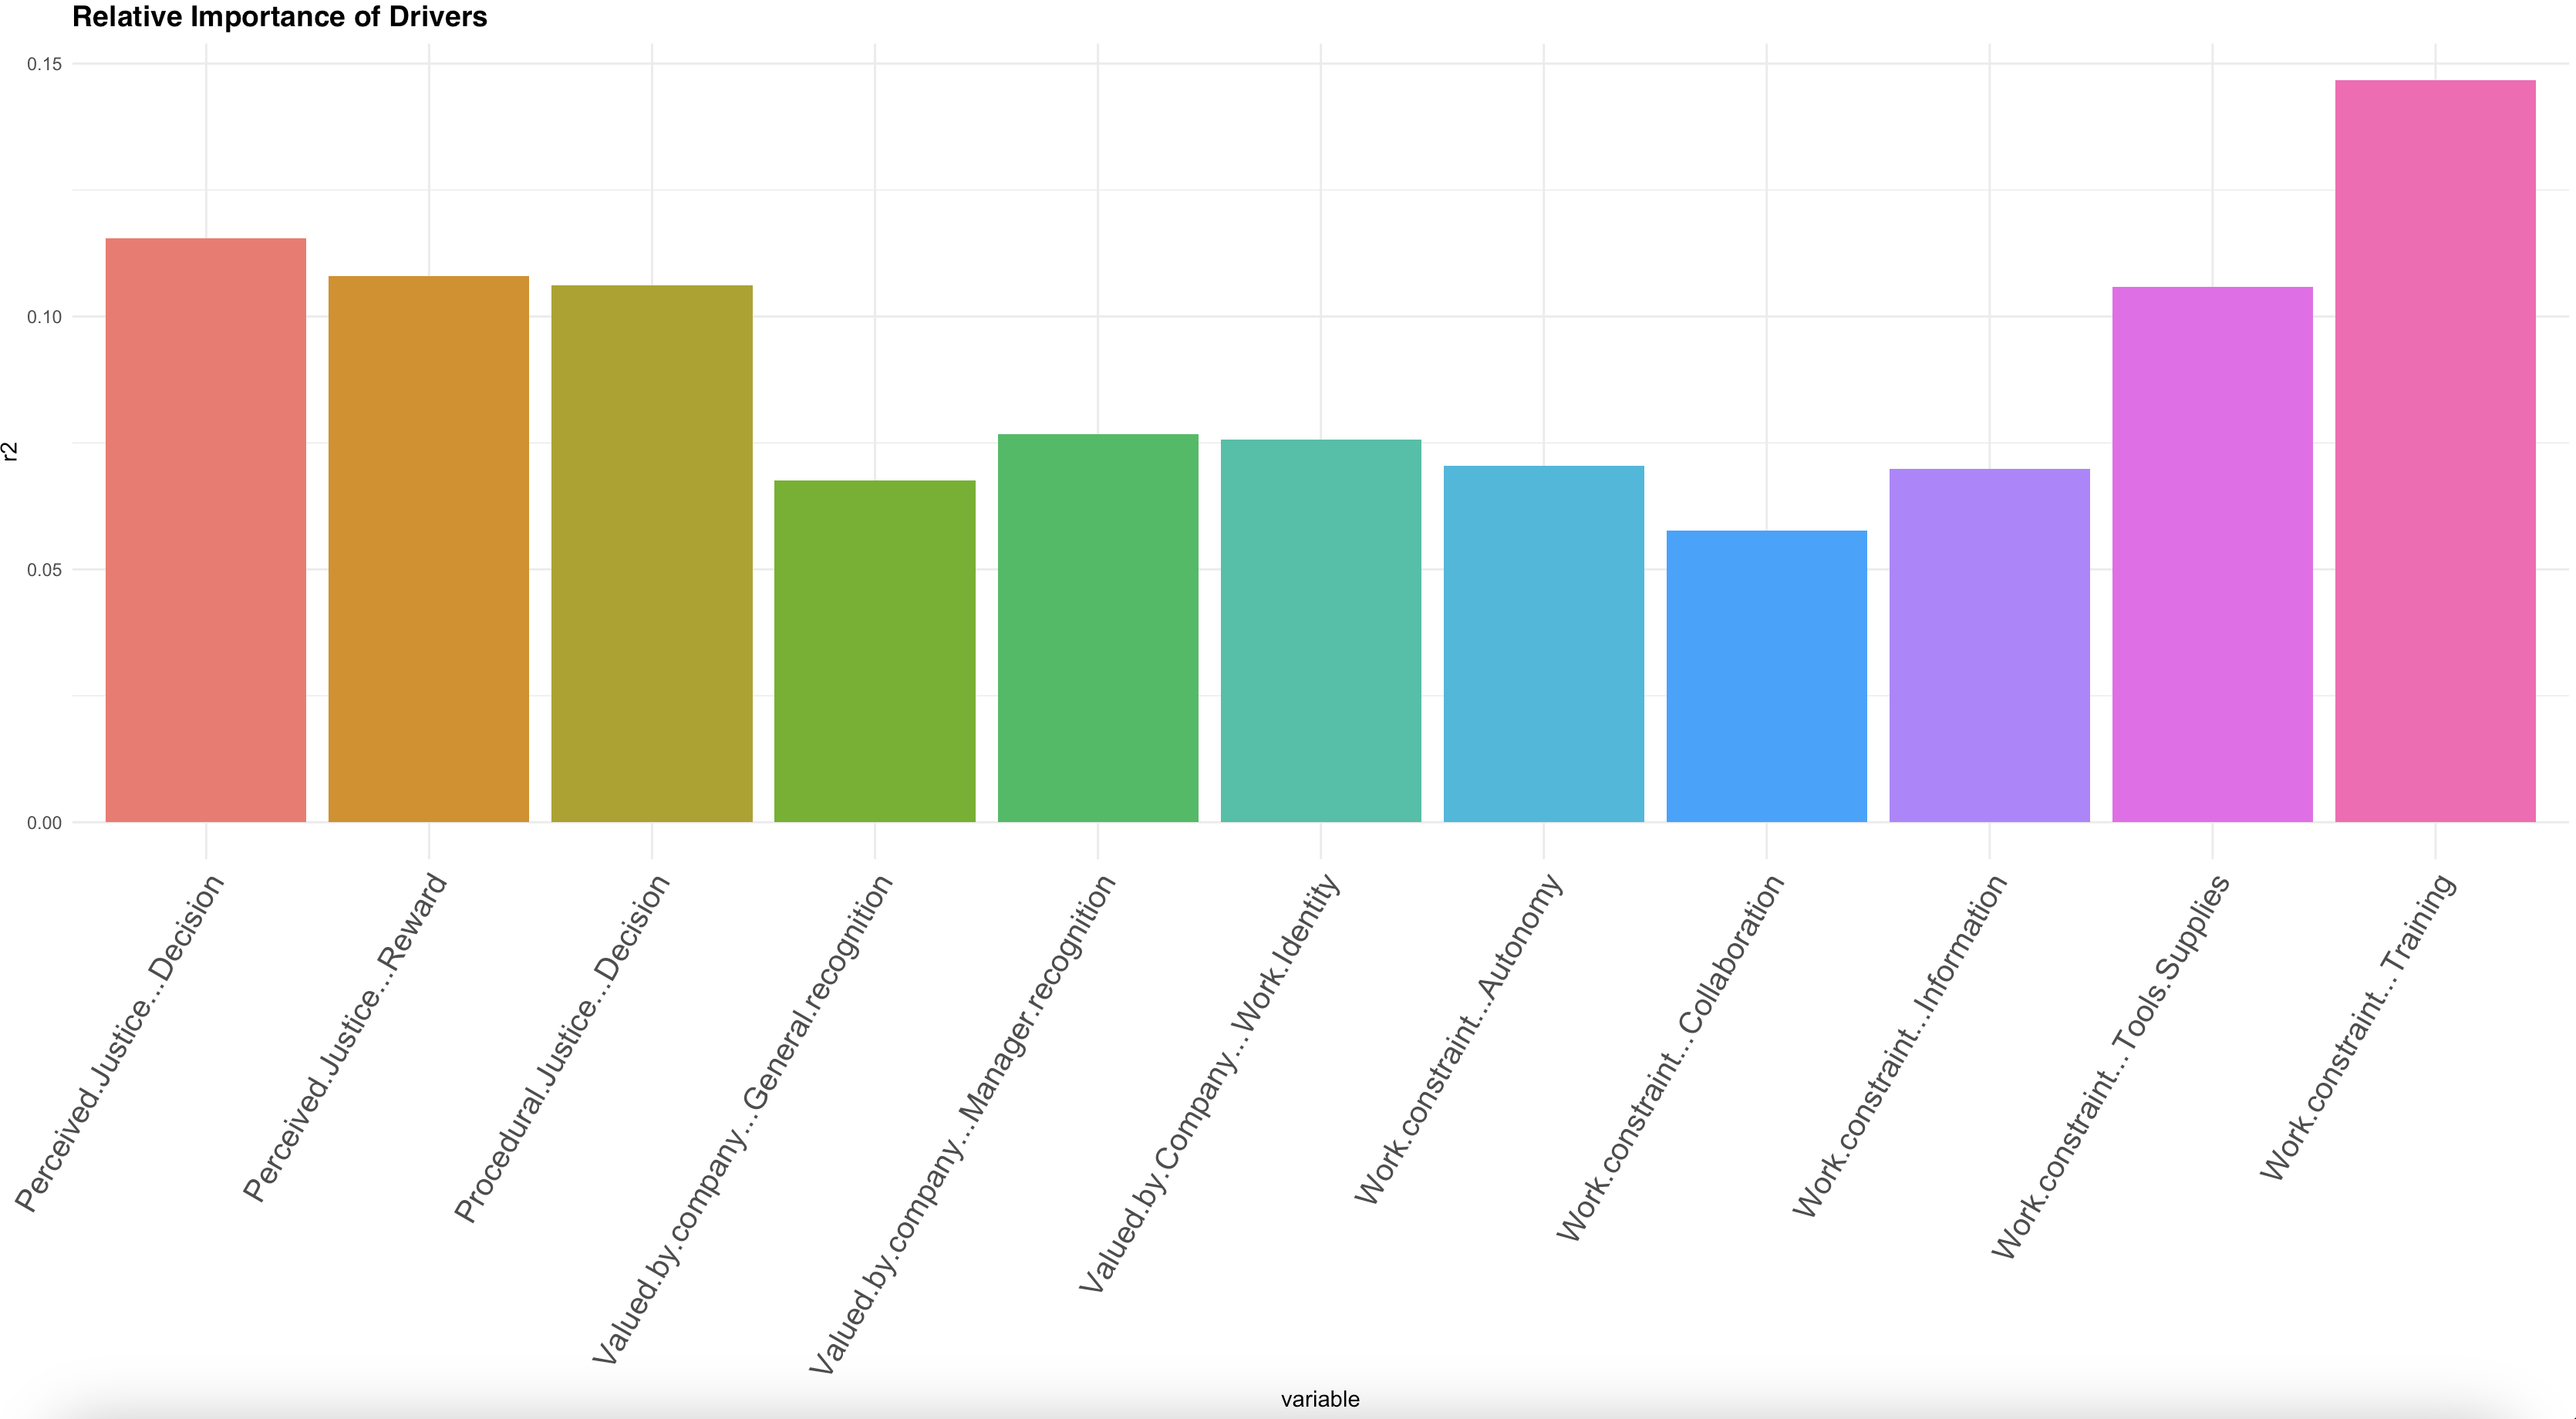 Relative Importance of Drivers
0.15
0.10
0.05
0.00
r2
Perceived.Justice...Decision
Perceived.Justice...Reward
Procedural.Justice...Decision
Valued.by.company...General.recognition
Valued.by.company...Manager.recognition
Valued.by.Company...Work.Identity
Work.constraint...Autonomy
Work.constraint...Collaboration
Work.constraint...Information
Work.constraint...Tools.Supplies
Work.constraint...Training
variable